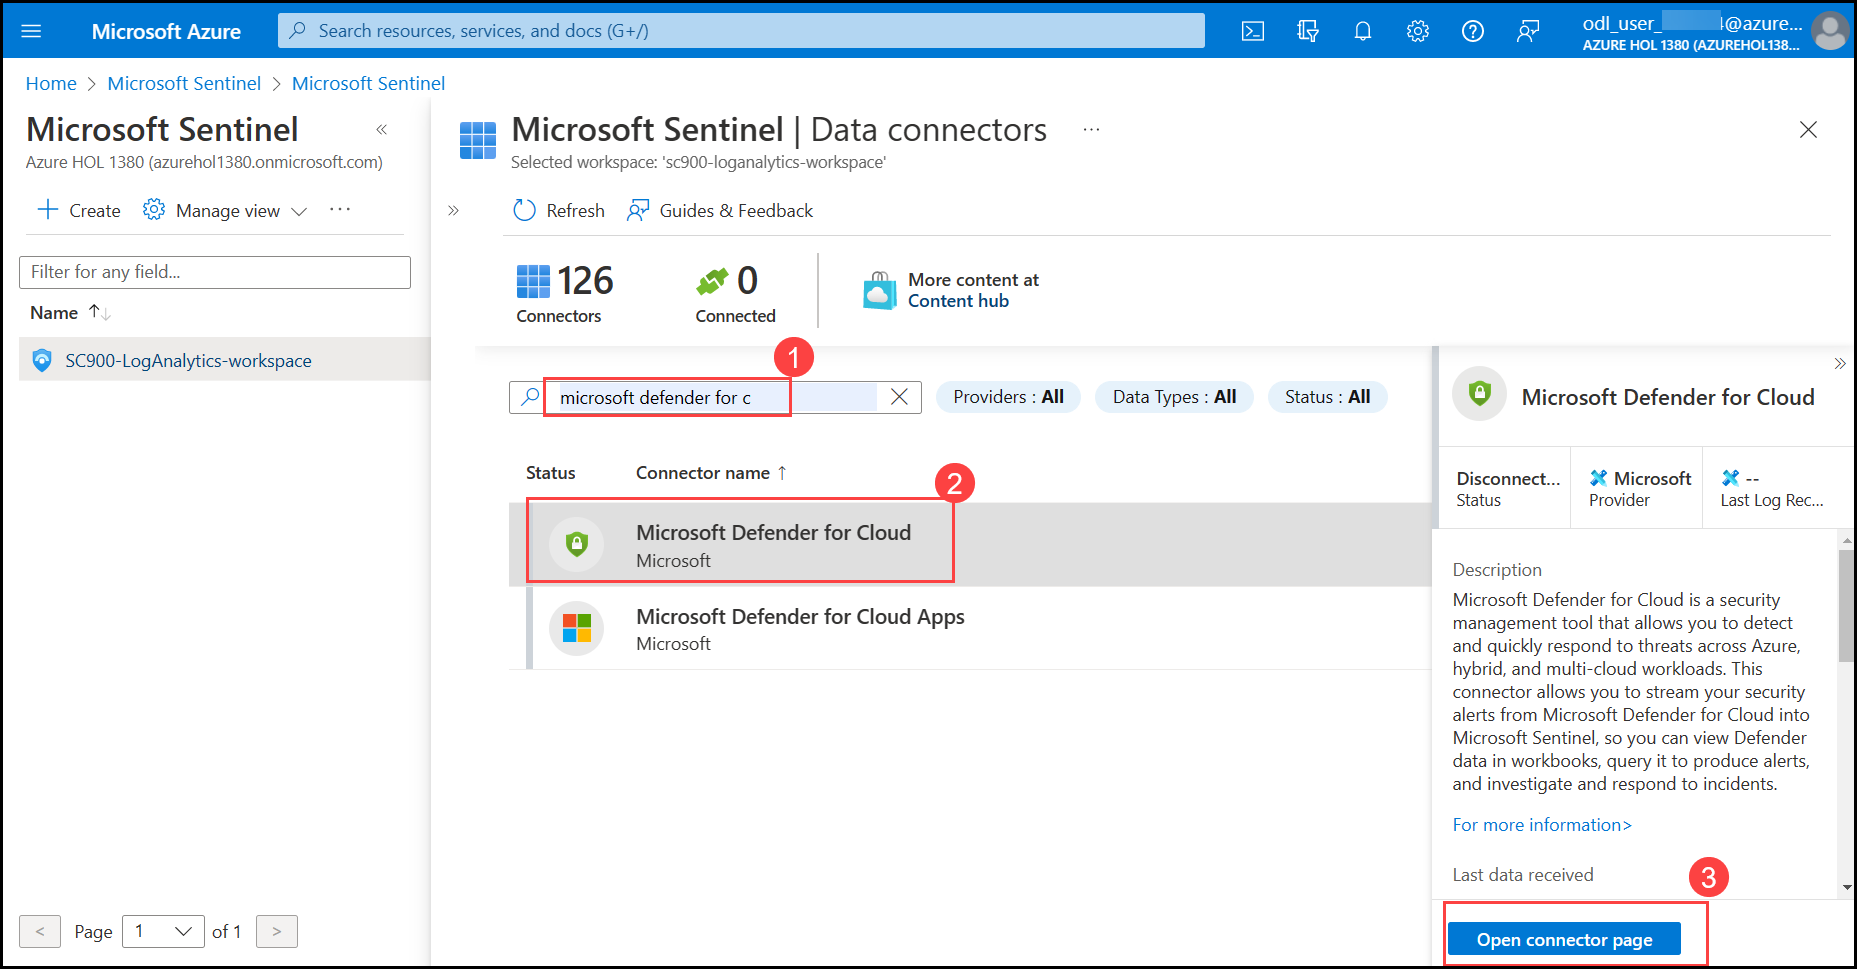 Microsoft Azure
Search resources, services, and docs (G+/)
odl_user_ 4@azure...
AZURE HOL 1380 (AZUREHOL138...
Home > Microsoft Sentinel > Microsoft Sentinel
Microsoft Sentinel «
Azure HOL 1380 (azurehol1380.onmicrosoft.com)
+ Create Manage view ...
Filter for any field...
Name ↑↓
SC900-LogAnalytics-workspace
< Page 1 of 1 >
Microsoft Sentinel | Data connectors ...
Selected workspace: 'sc900-loganalytics-workspace'
» Refresh Guides & Feedback
126
Connectors
0
Connected
More content at
Content hub
1
microsoft defender for c
Providers : All
Data Types : All
Status : All
Status Connector name ↑
2
Microsoft Defender for Cloud
Microsoft
Microsoft Defender for Cloud Apps
Microsoft
»
Microsoft Defender for Cloud
Disconnect...
Status
Microsoft
Provider
--
Last Log Rec...
Description
Microsoft Defender for Cloud is a security
management tool that allows you to detect
and quickly respond to threats across Azure,
hybrid, and multi-cloud workloads. This
connector allows you to stream your security
alerts from Microsoft Defender for Cloud into
Microsoft Sentinel, so you can view Defender
data in workbooks, query it to produce alerts,
and investigate and respond to incidents.
For more information>
Last data received
3
Open connector page